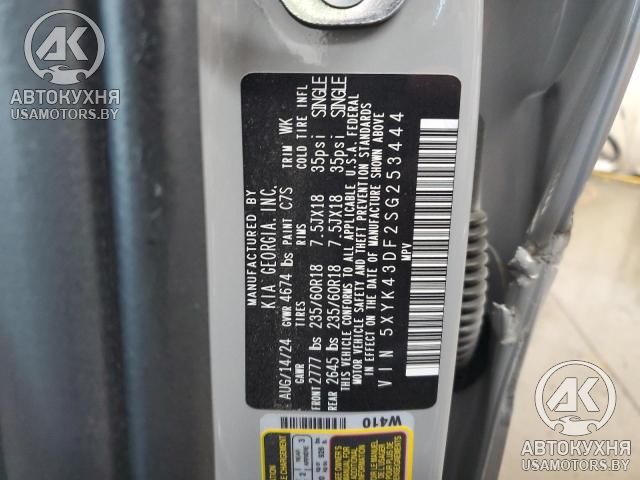 MANUFACTURED BY
KIA GEORGIA, INC.
AUG/14/24 GVWR 4674 lbs PAINT C7S TRIM WK
GAWR TIRES RIMS COLD TIRE INFL
FRONT 2777 lbs 235/60R18 7.5JX18 35psi SINGLE
REAR 2645 lbs 235/60R18 7.5JX18 35psi SINGLE
THIS VEHICLE CONFORMS TO ALL APPLICABLE U.S.A. FEDERAL
MOTOR VEHICLE SAFETY AND THEFT PREVENTION STANDARDS
IN EFFECT ON THE DATE OF MANUFACTURE SHOWN ABOVE
VIN 5XYK43DF2SG253444
MPV
W410
АК
АВТОКУХНЯ
USAMOTORS.BY
АК
АВТОКУХНЯ
USAMOTORS.BY